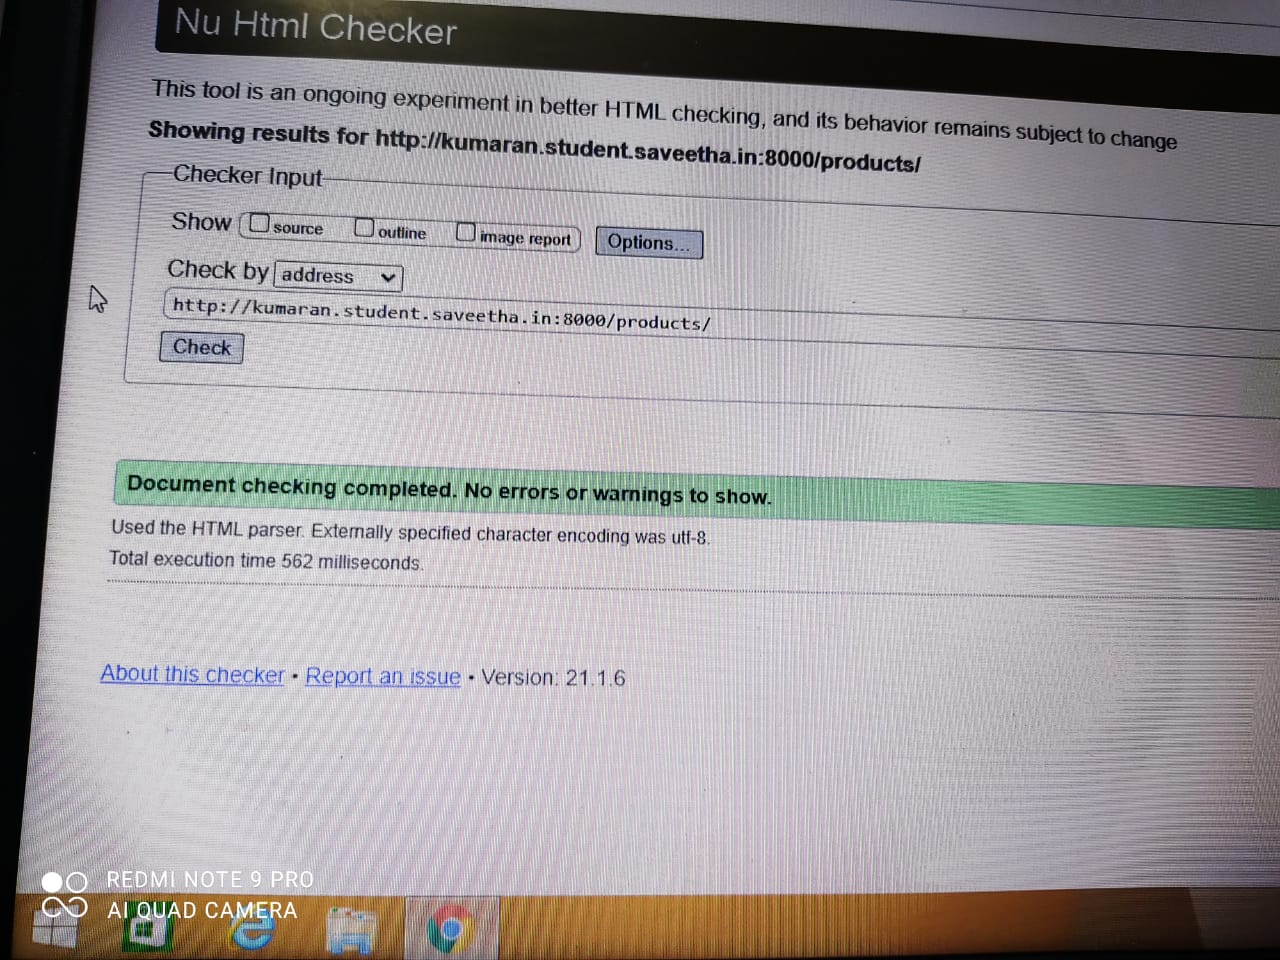 Nu Html Checker
This tool is an ongoing experiment in better HTML checking, and its behavior remains subject to change
Showing results for http://kumaran.student.saveetha.in:8000/products/
Checker Input
Show source outline image report Options...
Check by address
http://kumaran.student.saveetha.in:8000/products/
Check
Document checking completed. No errors or warnings to show.
Used the HTML parser. Externally specified character encoding was utf-8.
Total execution time 562 milliseconds.
About this checker • Report an issue • Version: 21.1.6
REDMI NOTE 9 PRO
AI QUAD CAMERA